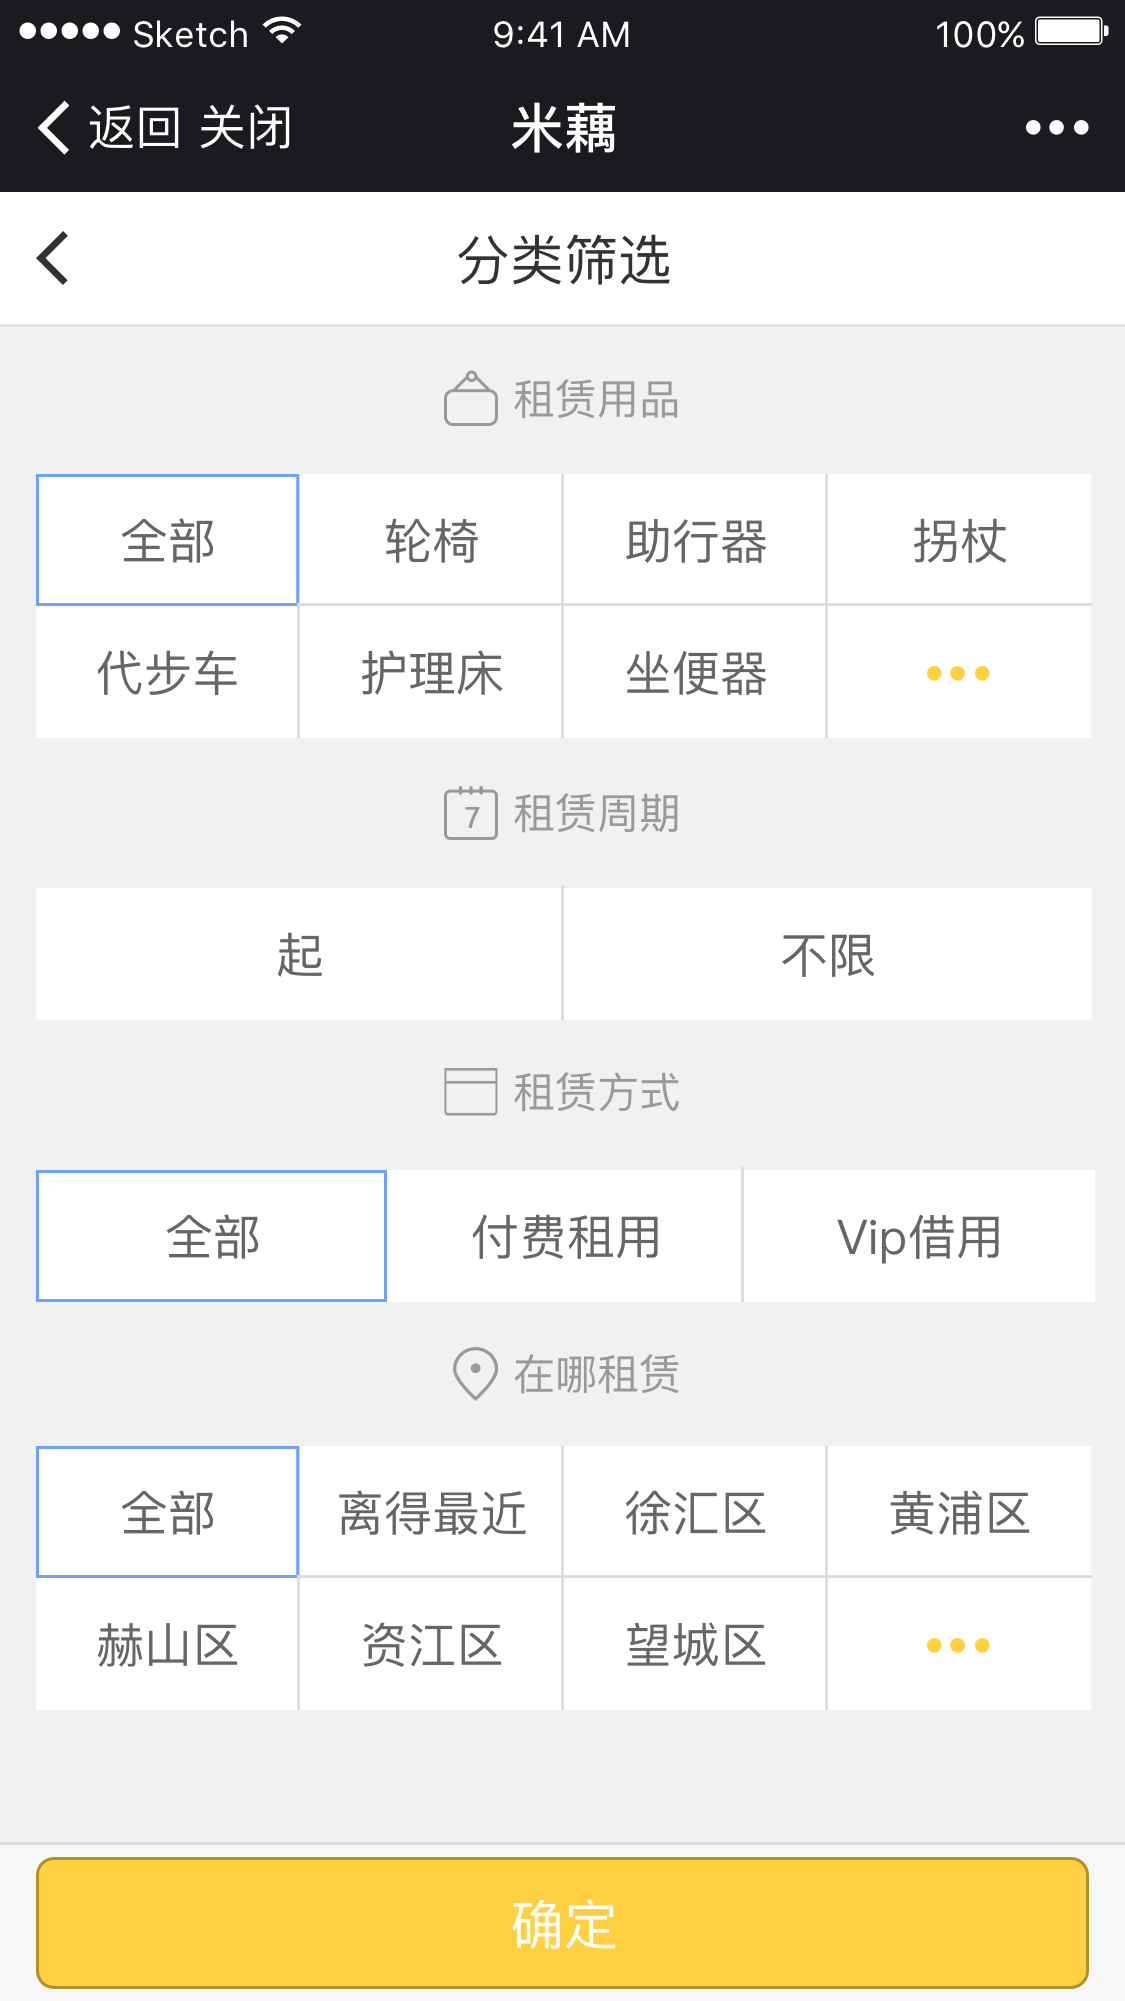 Sketch 9:41 AM 100%
返回 关闭 米藕
分类筛选
租赁用品
全部 轮椅 助行器 拐杖
代步车 护理床 坐便器
7 租赁周期
起 不限
租赁方式
全部 付费租用 Vip借用
在哪租赁
全部 离得最近 徐汇区 黄浦区
赫山区 资江区 望城区
确定